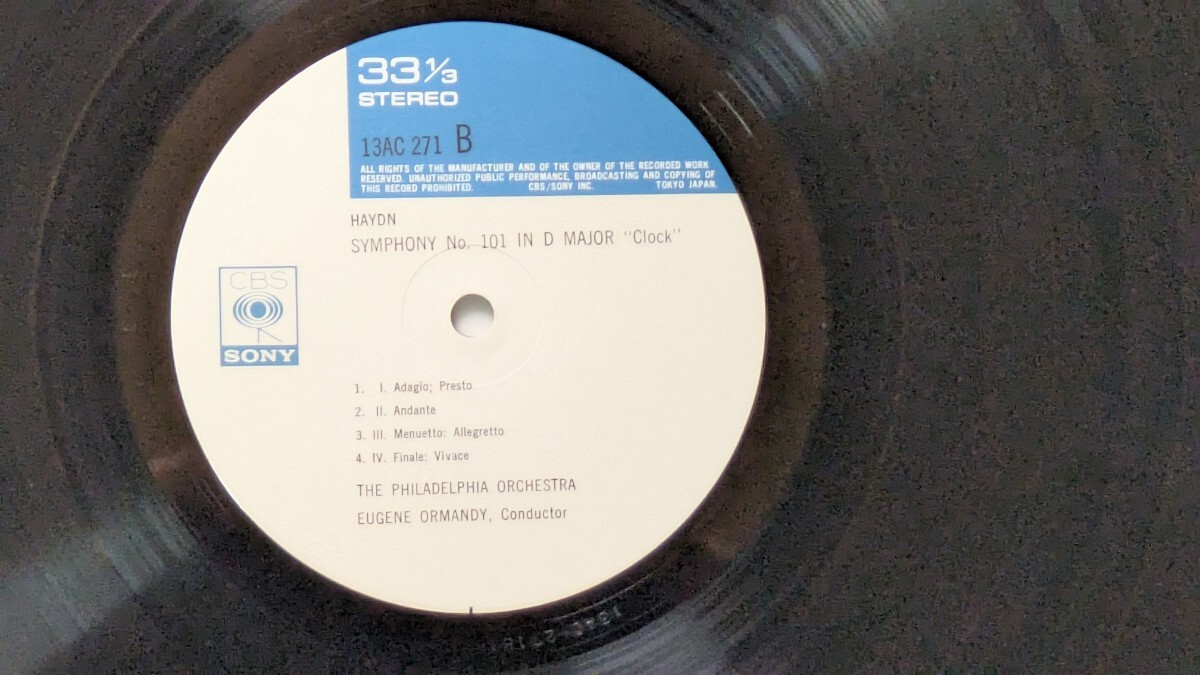 33 1/3
STEREO
13AC 271 B
ALL RIGHTS OF THE MANUFACTURER AND OF THE OWNER OF THE RECORDED WORK
RESERVED. UNAUTHORIZED PUBLIC PERFORMANCE, BROADCASTING AND COPYING OF
THIS RECORD PROHIBITED. CBS/SONY INC. TOKYO JAPAN.
HAYDN
SYMPHONY No. 101 IN D MAJOR "Clock"
CBS
SONY
1. I. Adagio; Presto
2. II. Andante
3. III. Menuetto: Allegretto
4. IV. Finale: Vivace
THE PHILADELPHIA ORCHESTRA
EUGENE ORMANDY, Conductor